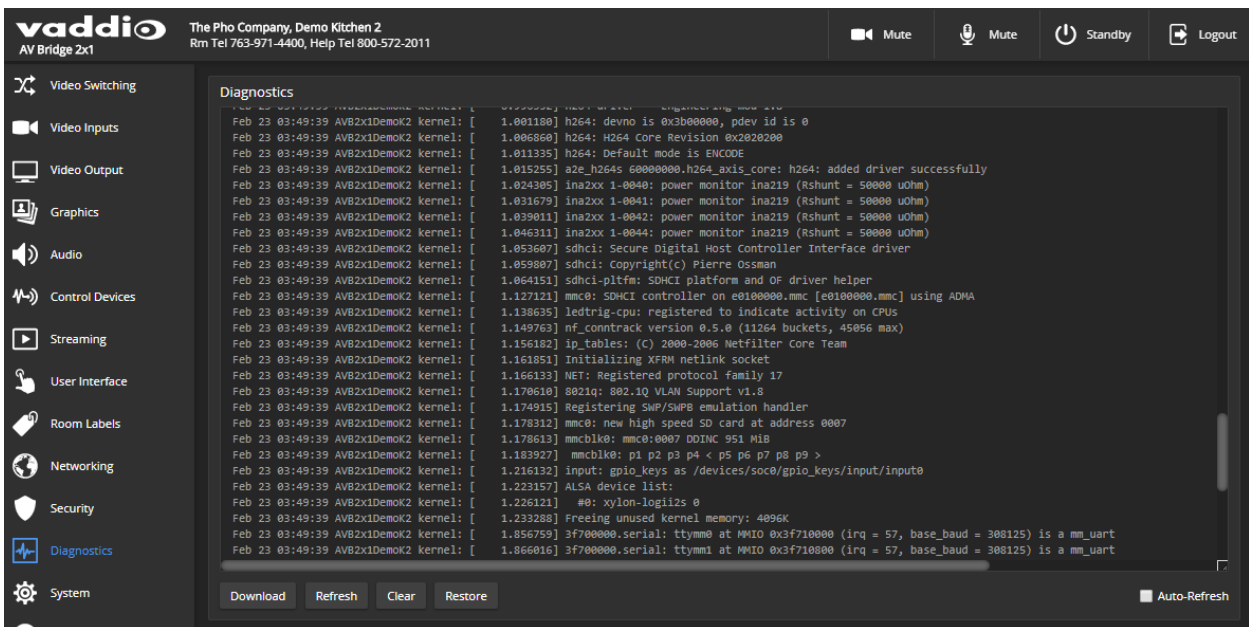 vaddio
AV Bridge 2x1
The Pho Company, Demo Kitchen 2
Rm Tel 763-971-4400, Help Tel 800-572-2011
Mute
Mute
Standby
Logout
Video Switching
Video Inputs
Video Output
Graphics
Audio
Control Devices
Streaming
User Interface
Room Labels
Networking
Security
Diagnostics
System
Diagnostics
Feb 23 03:49:39 AVB2x1DemoK2 kernel: [    1.001180] h264: devno is 0x3b00000, pdev id is 0
Feb 23 03:49:39 AVB2x1DemoK2 kernel: [    1.006860] h264: H264 Core Revision 0x2020200
Feb 23 03:49:39 AVB2x1DemoK2 kernel: [    1.011335] h264: Default mode is ENCODE
Feb 23 03:49:39 AVB2x1DemoK2 kernel: [    1.015255] a2e_h264s 60000000.h264_axis_core: h264: added driver successfully
Feb 23 03:49:39 AVB2x1DemoK2 kernel: [    1.024305] ina2xx 1-0040: power monitor ina219 (Rshunt = 50000 uOhm)
Feb 23 03:49:39 AVB2x1DemoK2 kernel: [    1.031679] ina2xx 1-0041: power monitor ina219 (Rshunt = 50000 uOhm)
Feb 23 03:49:39 AVB2x1DemoK2 kernel: [    1.039011] ina2xx 1-0042: power monitor ina219 (Rshunt = 50000 uOhm)
Feb 23 03:49:39 AVB2x1DemoK2 kernel: [    1.046311] ina2xx 1-0044: power monitor ina219 (Rshunt = 50000 uOhm)
Feb 23 03:49:39 AVB2x1DemoK2 kernel: [    1.053607] sdhci: Secure Digital Host Controller Interface driver
Feb 23 03:49:39 AVB2x1DemoK2 kernel: [    1.059807] sdhci: Copyright(c) Pierre Ossman
Feb 23 03:49:39 AVB2x1DemoK2 kernel: [    1.064151] sdhci-pltfm: SDHCI platform and OF driver helper
Feb 23 03:49:39 AVB2x1DemoK2 kernel: [    1.127121] mmc0: SDHCI controller on e0100000.mmc [e0100000.mmc] using ADMA
Feb 23 03:49:39 AVB2x1DemoK2 kernel: [    1.138635] ledtrig-cpu: registered to indicate activity on CPUs
Feb 23 03:49:39 AVB2x1DemoK2 kernel: [    1.149763] nf_conntrack version 0.5.0 (11264 buckets, 45056 max)
Feb 23 03:49:39 AVB2x1DemoK2 kernel: [    1.156182] ip_tables: (C) 2000-2006 Netfilter Core Team
Feb 23 03:49:39 AVB2x1DemoK2 kernel: [    1.161851] Initializing XFRM netlink socket
Feb 23 03:49:39 AVB2x1DemoK2 kernel: [    1.166133] NET: Registered protocol family 17
Feb 23 03:49:39 AVB2x1DemoK2 kernel: [    1.170610] 8021q: 802.1Q VLAN Support v1.8
Feb 23 03:49:39 AVB2x1DemoK2 kernel: [    1.174915] Registering SWP/SWPB emulation handler
Feb 23 03:49:39 AVB2x1DemoK2 kernel: [    1.178312] mmc0: new high speed SD card at address 0007
Feb 23 03:49:39 AVB2x1DemoK2 kernel: [    1.178613] mmcblk0: mmc0:0007 DDINC 951 MiB
Feb 23 03:49:39 AVB2x1DemoK2 kernel: [    1.183927]  mmcblk0: p1 p2 p3 p4 < p5 p6 p7 p8 p9 >
Feb 23 03:49:39 AVB2x1DemoK2 kernel: [    1.216132] input: gpio_keys as /devices/soc0/gpio_keys/input/input0
Feb 23 03:49:39 AVB2x1DemoK2 kernel: [    1.223157] ALSA device list:
Feb 23 03:49:39 AVB2x1DemoK2 kernel: [    1.226121]   #0: xylon-logii2s 0
Feb 23 03:49:39 AVB2x1DemoK2 kernel: [    1.233288] Freeing unused kernel memory: 4096K
Feb 23 03:49:39 AVB2x1DemoK2 kernel: [    1.856759] 3f700000.serial: ttymm0 at MMIO 0x3f710000 (irq = 57, base_baud = 308125) is a mm_uart
Feb 23 03:49:39 AVB2x1DemoK2 kernel: [    1.866016] 3f700000.serial: ttymm1 at MMIO 0x3f710800 (irq = 57, base_baud = 308125) is a mm_uart
Download
Refresh
Clear
Restore
Auto-Refresh